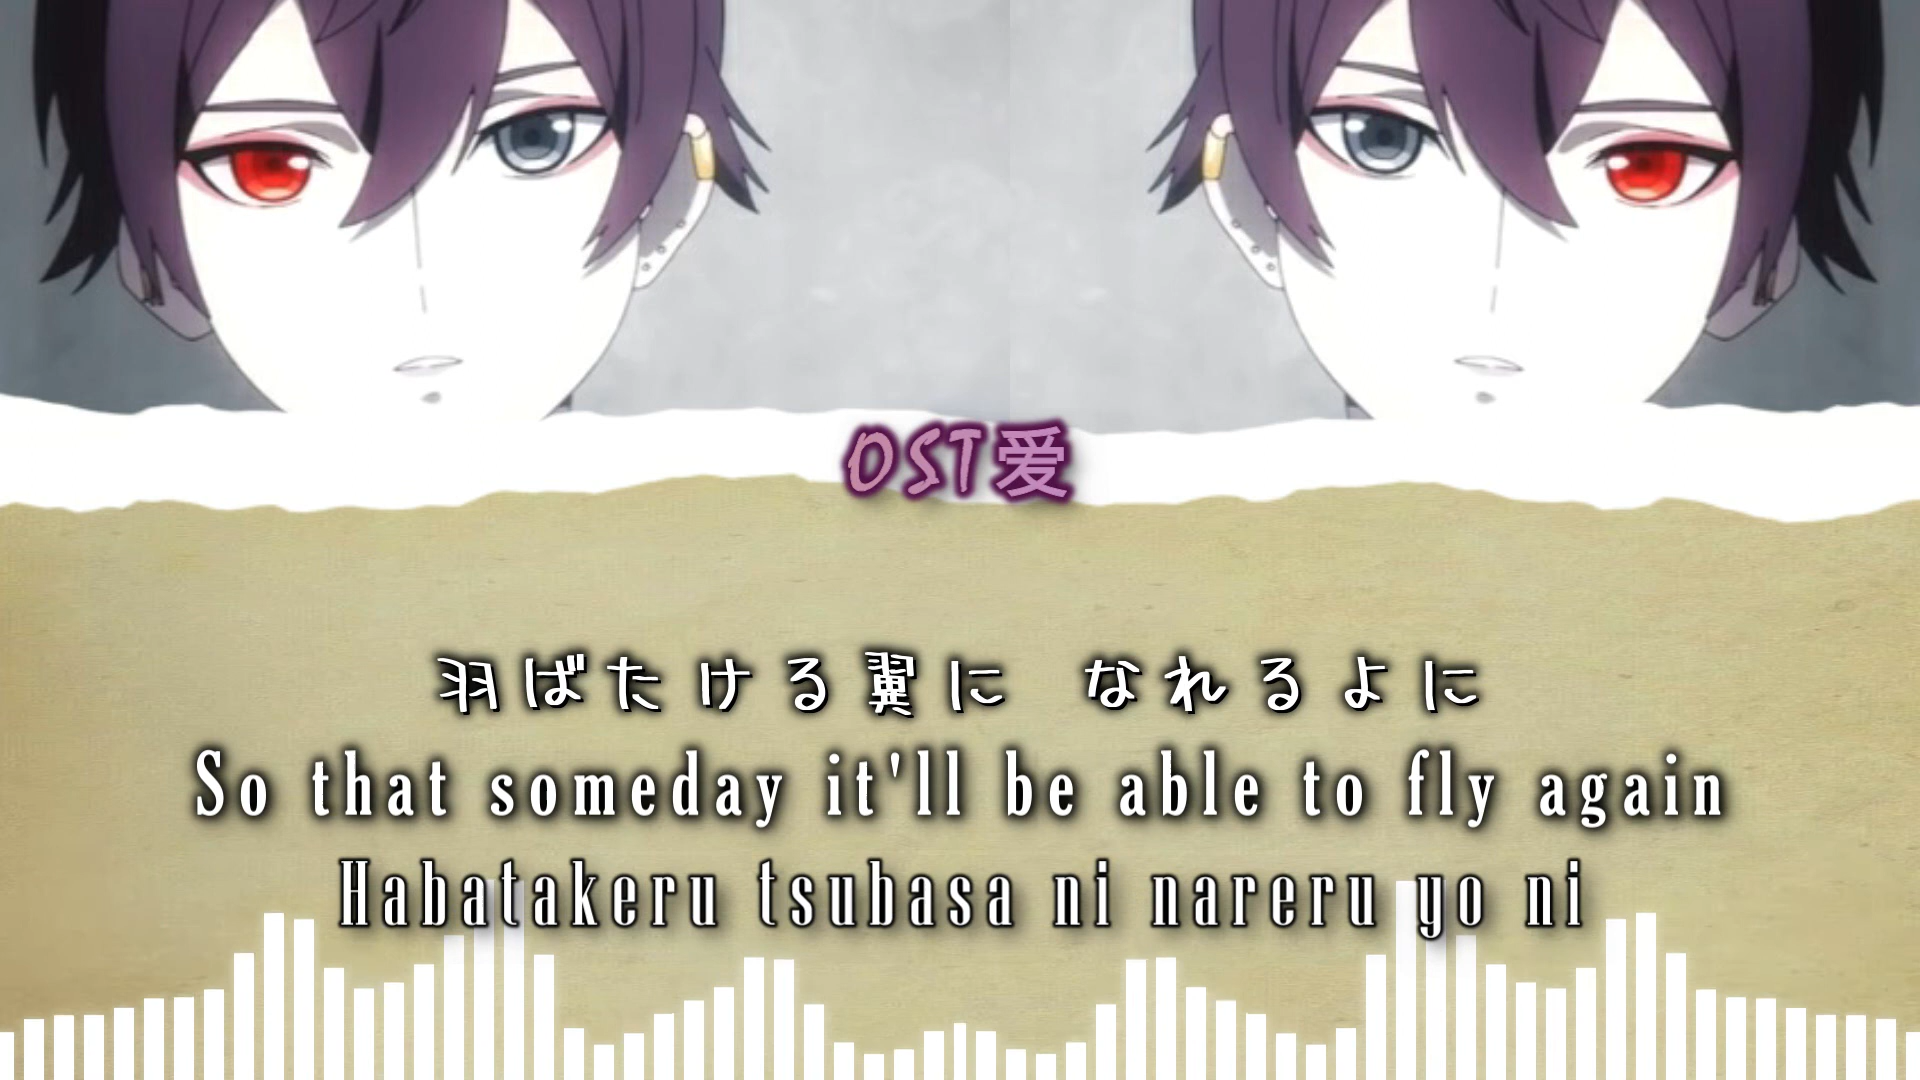 OST爱
羽ばたける翼に なれるよに
So that someday it'll be able to fly again
Habatakeru tsubasa ni nareru yo ni